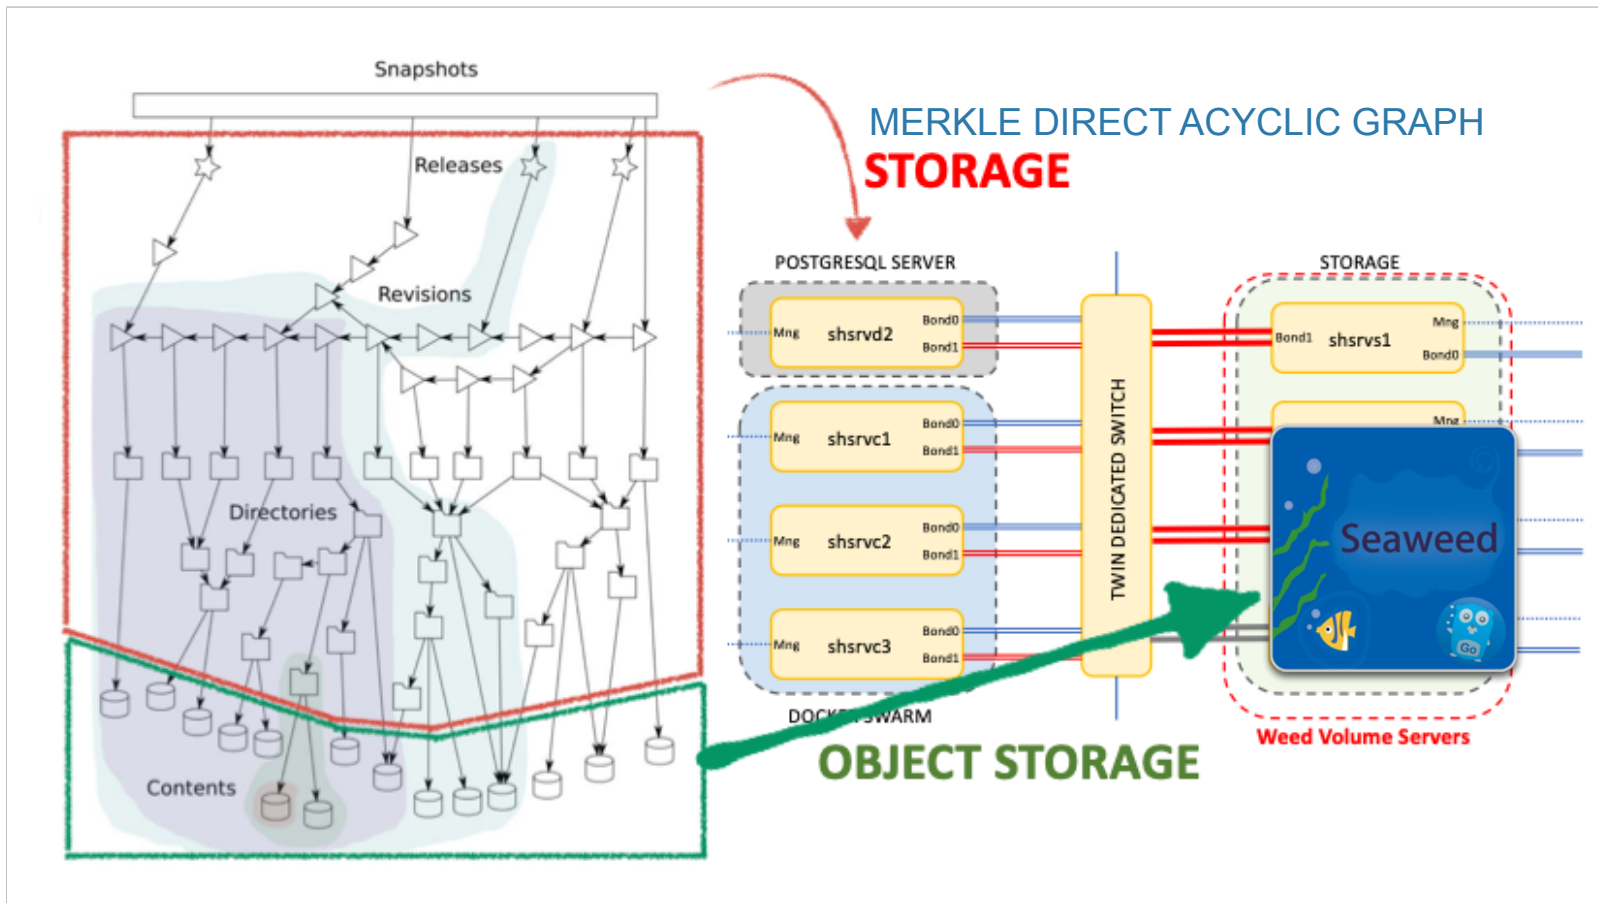 Snapshots
MERKLE DIRECT ACYCLIC GRAPH
STORAGE
Releases
Revisions
Directories
Contents
POSTGRESQL SERVER
Mng
shsrvd2
Bond0
Bond1
Mng
shsrvc1
Bond0
Bond1
Mng
shsrvc2
Bond0
Bond1
Mng
shsrvc3
Bond0
Bond1
SWARM
TWIN DEDICATED SWITCH
STORAGE
Bond1
shsrvs1
Mng
Bond0
Mng
Seaweed
Go
Weed Volume Servers
OBJECT STORAGE